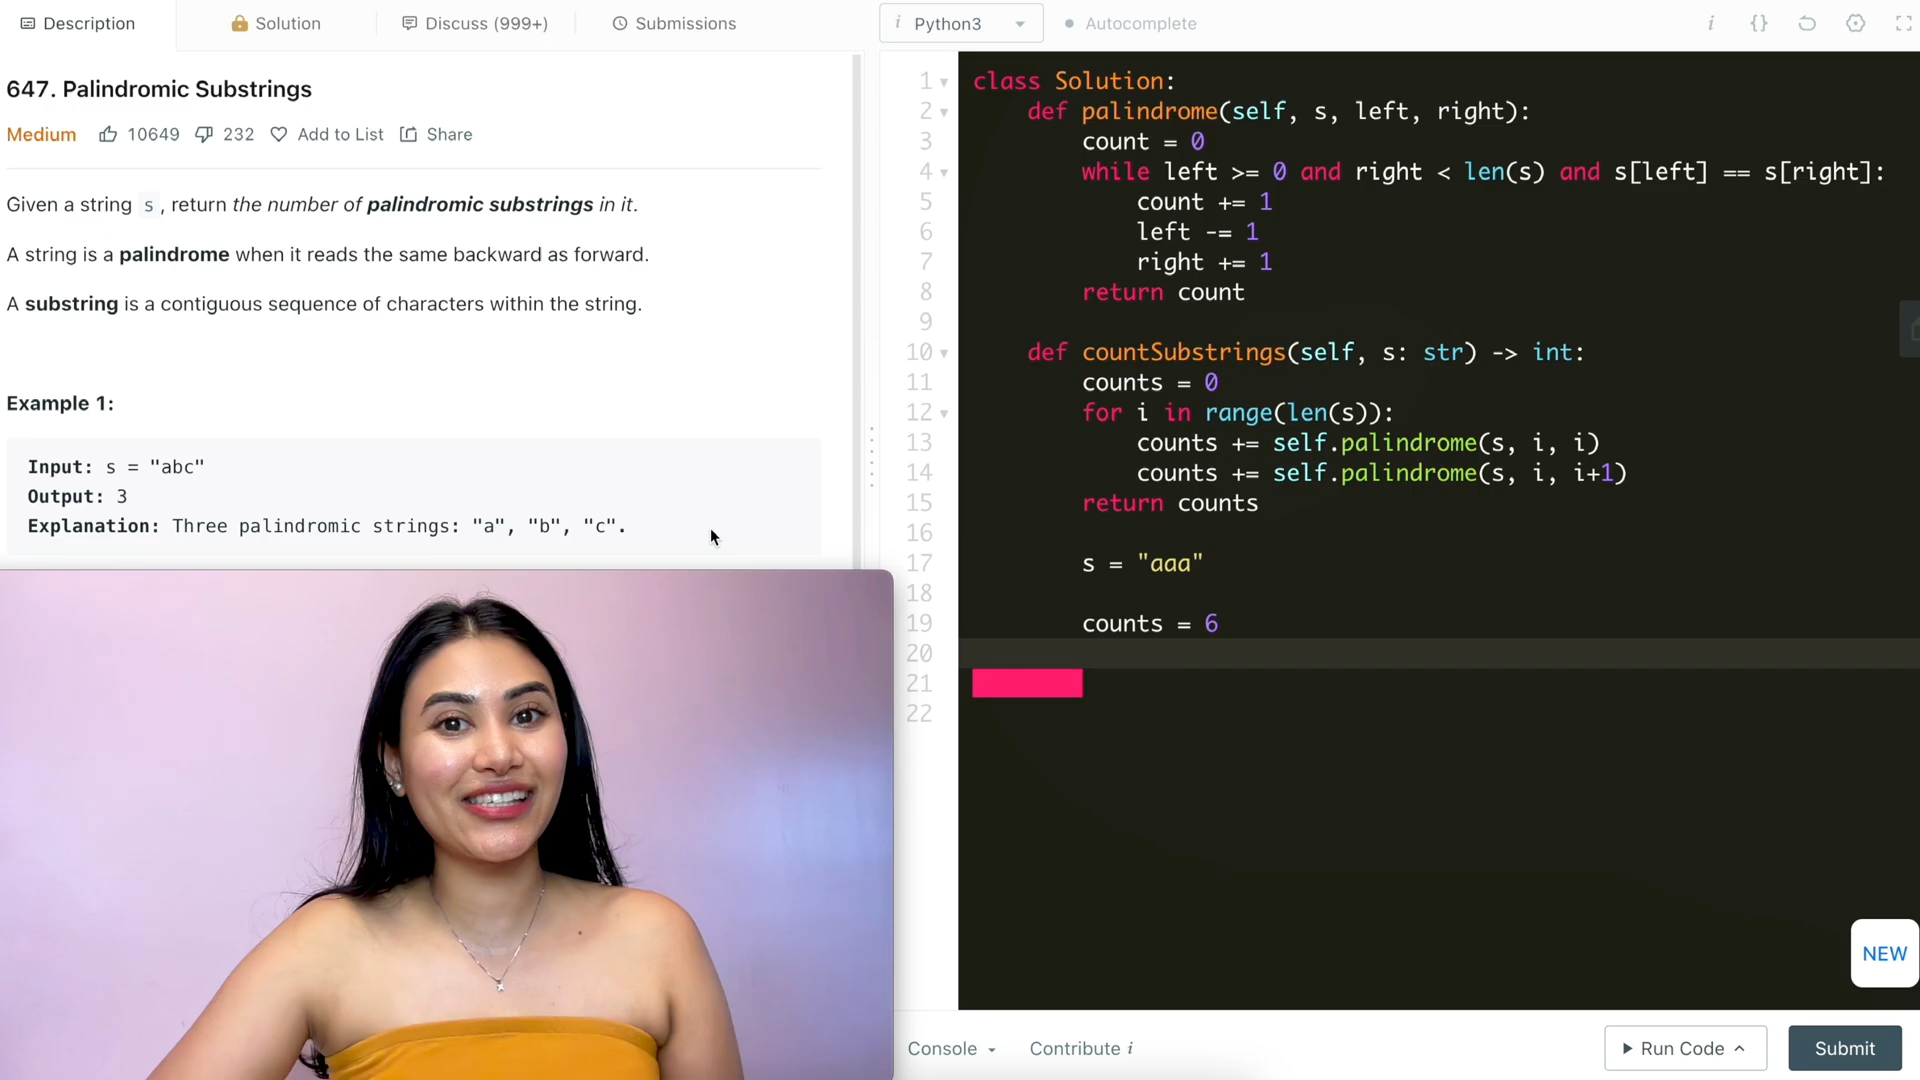 Description
Solution
Discuss (999+)
Submissions
647. Palindromic Substrings
Medium
10649
232
Add to List
Share
Given a string s, return the number of palindromic substrings in it.
A string is a palindrome when it reads the same backward as forward.
A substring is a contiguous sequence of characters within the string.
Example 1:
Input: s = "abc"
Output: 3
Explanation: Three palindromic strings: "a", "b", "c".
i Python3
Autocomplete
i {}
1 class Solution:
2 def palindrome(self, s, left, right):
3 count = 0
4 while left >= 0 and right < len(s) and s[left] == s[right]:
5 count += 1
6 left -= 1
7 right += 1
8 return count
9
10 def countSubstrings(self, s: str) -> int:
11 counts = 0
12 for i in range(len(s)):
13 counts += self.palindrome(s, i, i)
14 counts += self.palindrome(s, i, i+1)
15 return counts
16
17 s = "aaa"
18
19 counts = 6
20
21
22
NEW
Console
Contribute i
Run Code
Submit